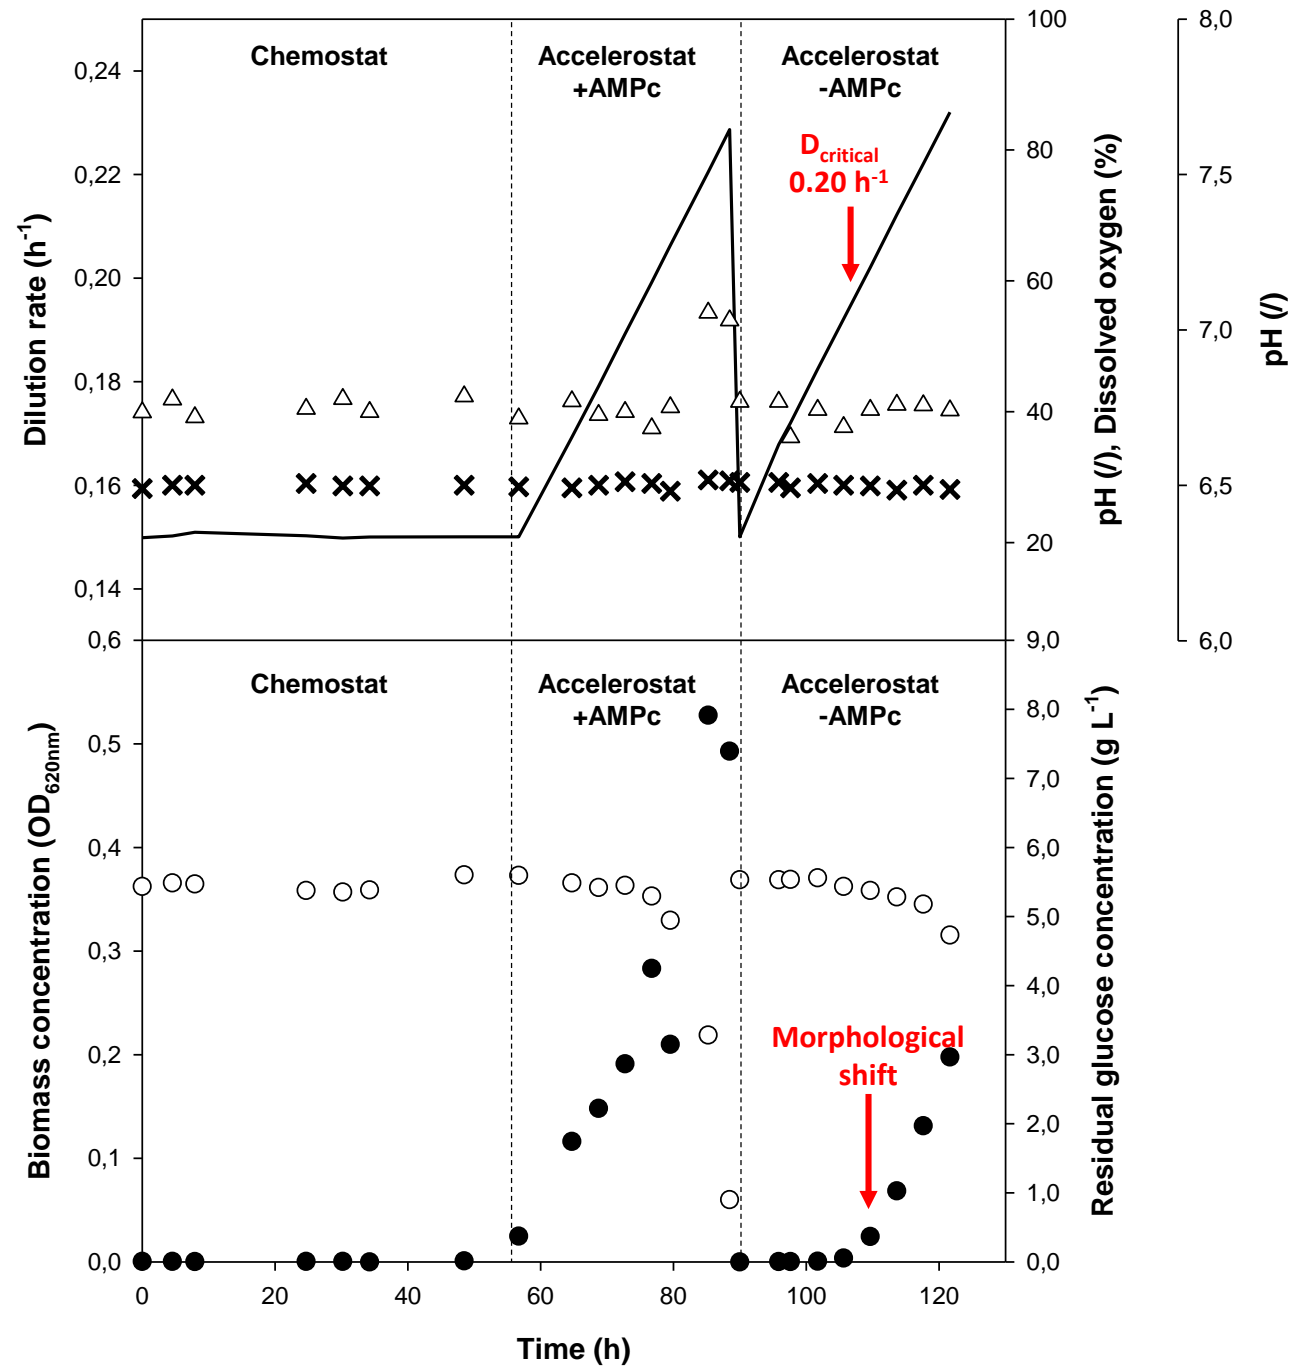 Chemostat
Accelerostat
+AMPc
Accelerostat
-AMPc
D critical
0.20 h-1
0,24
0,22
0,20
0,18
0,16
0,14
Dilution rate (h-1)
100
80
60
40
20
pH (/), Dissolved oxygen (%)
8,0
7,5
7,0
6,5
6,0
pH (/)
Chemostat
Accelerostat
+AMPc
Accelerostat
-AMPc
Morphological
shift
0,6
0,5
0,4
0,3
0,2
0,1
0,0
Biomass concentration (OD620nm)
9,0
8,0
7,0
6,0
5,0
4,0
3,0
2,0
1,0
0,0
Residual glucose concentration (g L-1)
0 20 40 60 80 100 120
Time (h)